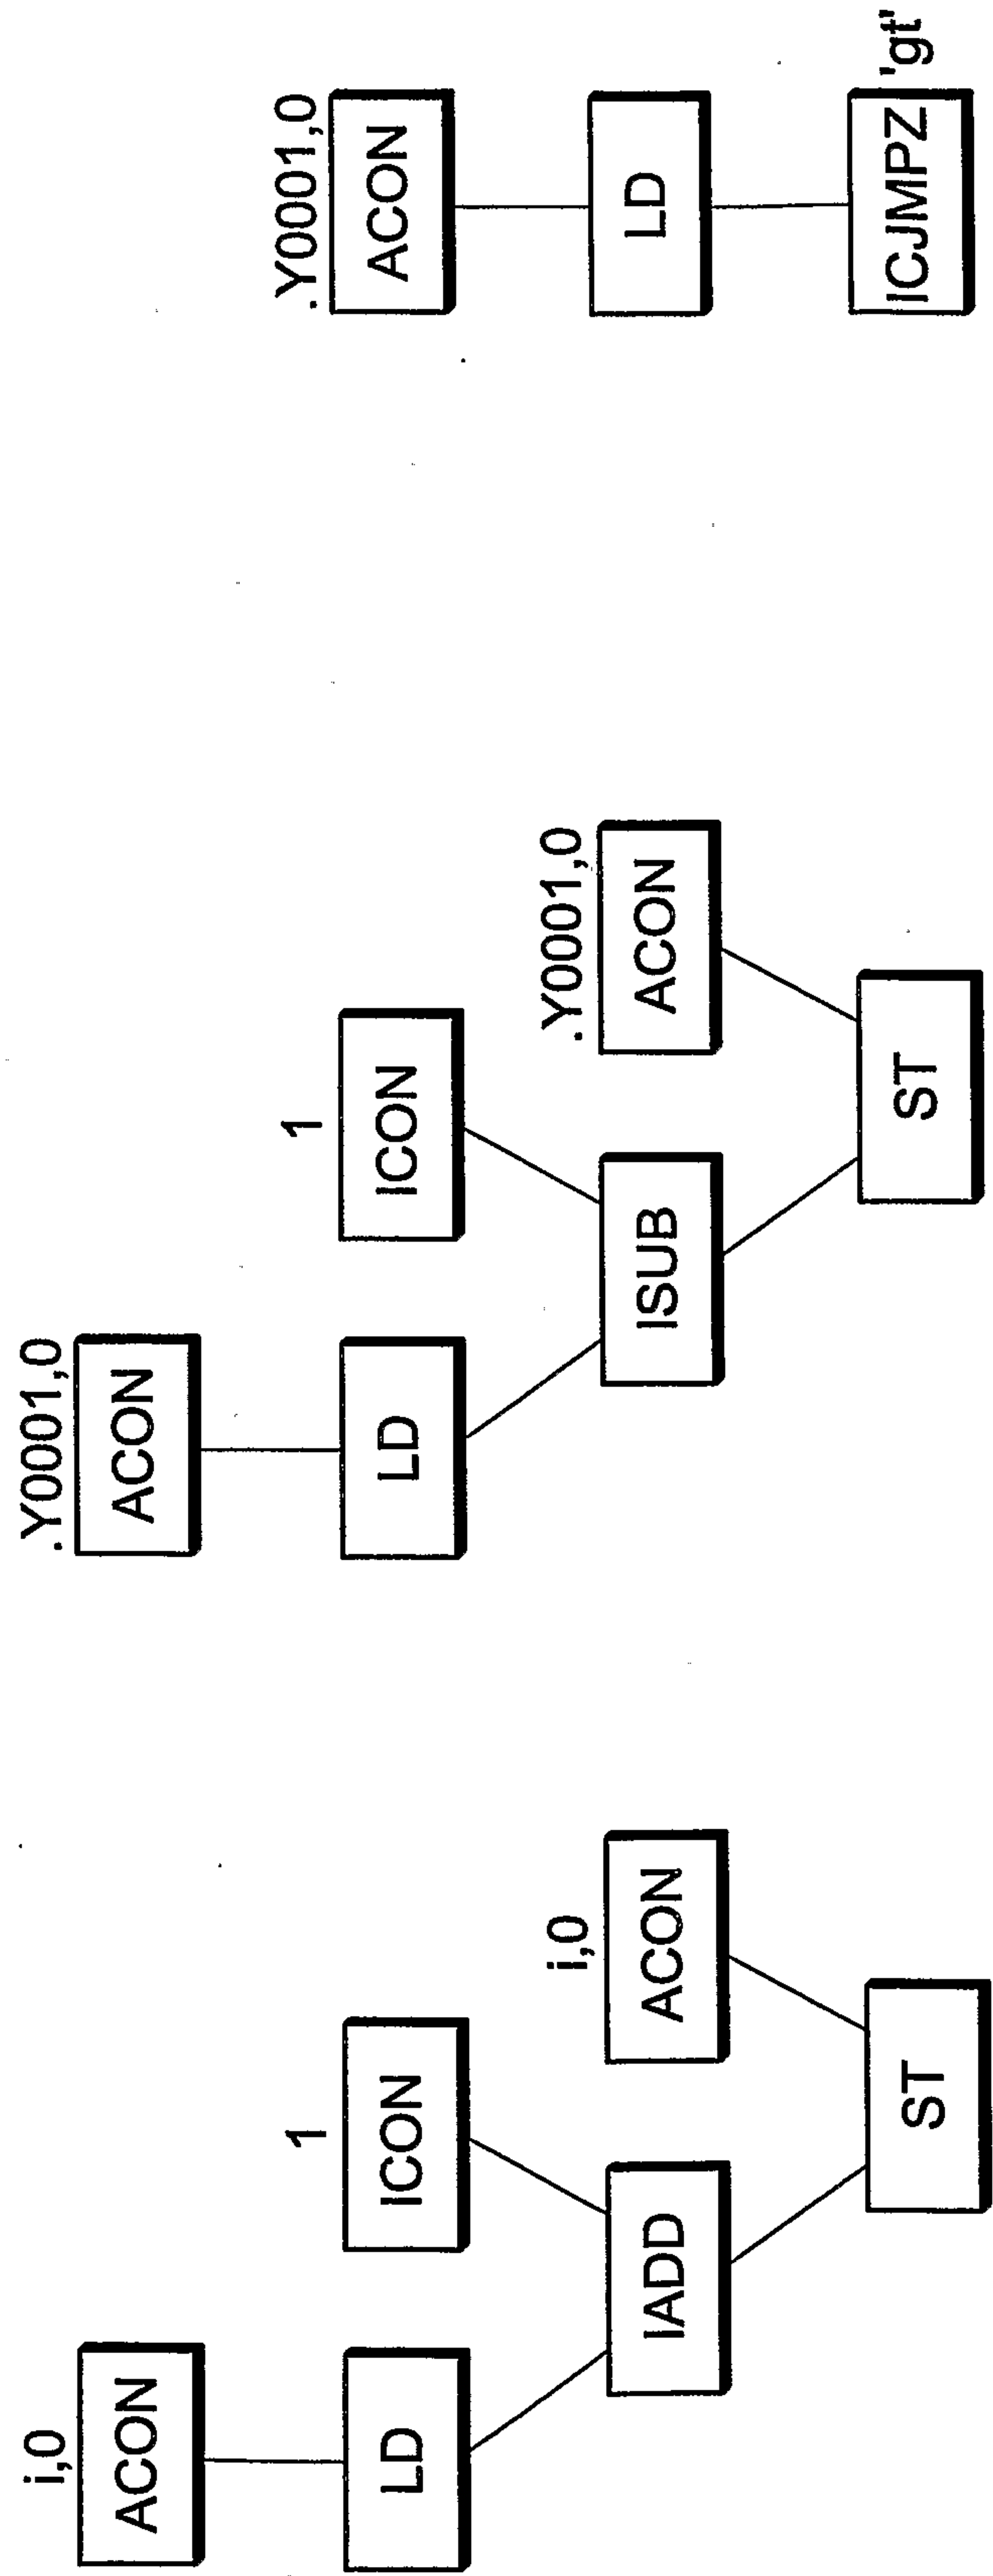 i,0
ACON
LD
1
ICON
IADD
i,0
ACON
ST
.Y0001,0
ACON
LD
1
ICON
ISUB
.Y0001,0
ACON
ST
.Y0001,0
ACON
LD
ICJMPZ 'gt'